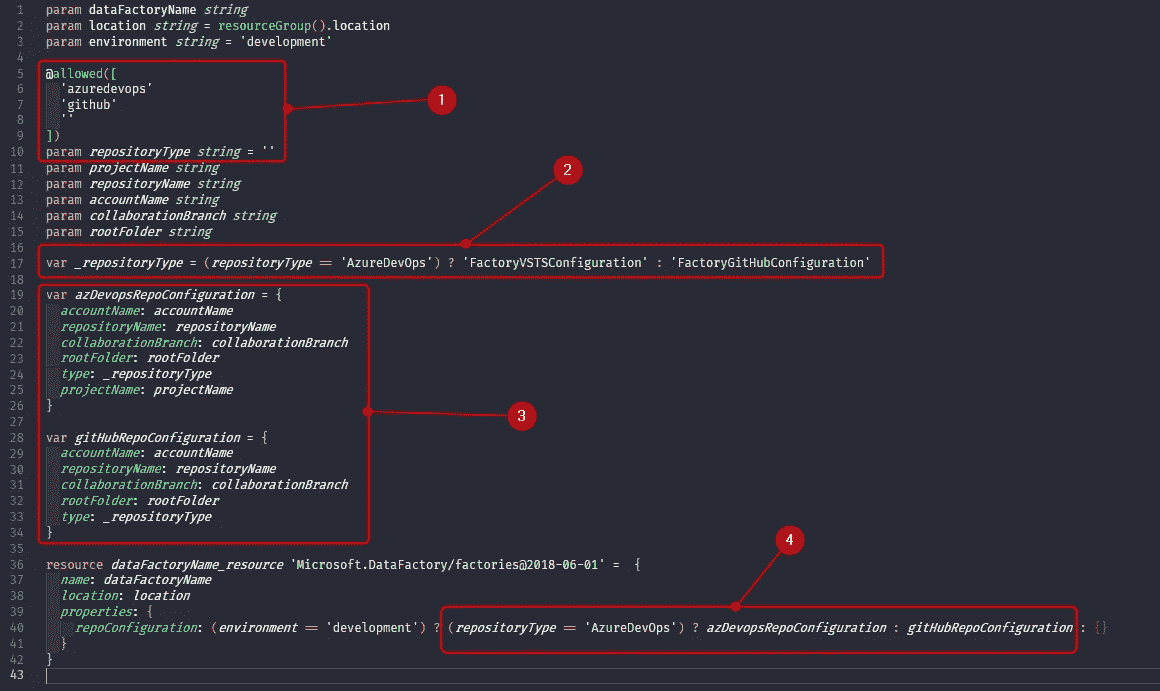 1 param dataFactoryName string
2 param location string = resourceGroup().location
3 param environment string = 'development'
4
5 @allowed([
6   'azuredevops'
7   'github'
8   ''
9 ])
10 param repositoryType string = ''
11 param projectName string
12 param repositoryName string
13 param accountName string
14 param collaborationBranch string
15 param rootFolder string
16
17 var _repositoryType = (repositoryType == 'AzureDevOps') ? 'FactoryVSTSConfiguration' : 'FactoryGitHubConfiguration'
18
19 var azDevopsRepoConfiguration = {
20   accountName: accountName
21   repositoryName: repositoryName
22   collaborationBranch: collaborationBranch
23   rootFolder: rootFolder
24   type: _repositoryType
25   projectName: projectName
26 }
27
28 var gitHubRepoConfiguration = {
29   accountName: accountName
30   repositoryName: repositoryName
31   collaborationBranch: collaborationBranch
32   rootFolder: rootFolder
33   type: _repositoryType
34 }
35
36 resource dataFactoryName_resource 'Microsoft.DataFactory/factories@2018-06-01' = {
37   name: dataFactoryName
38   location: location
39   properties: {
40     repoConfiguration: (environment == 'development') ? (repositoryType == 'AzureDevOps') ? azDevopsRepoConfiguration : gitHubRepoConfiguration : {}
41   }
42 }
43
1
2
3
4